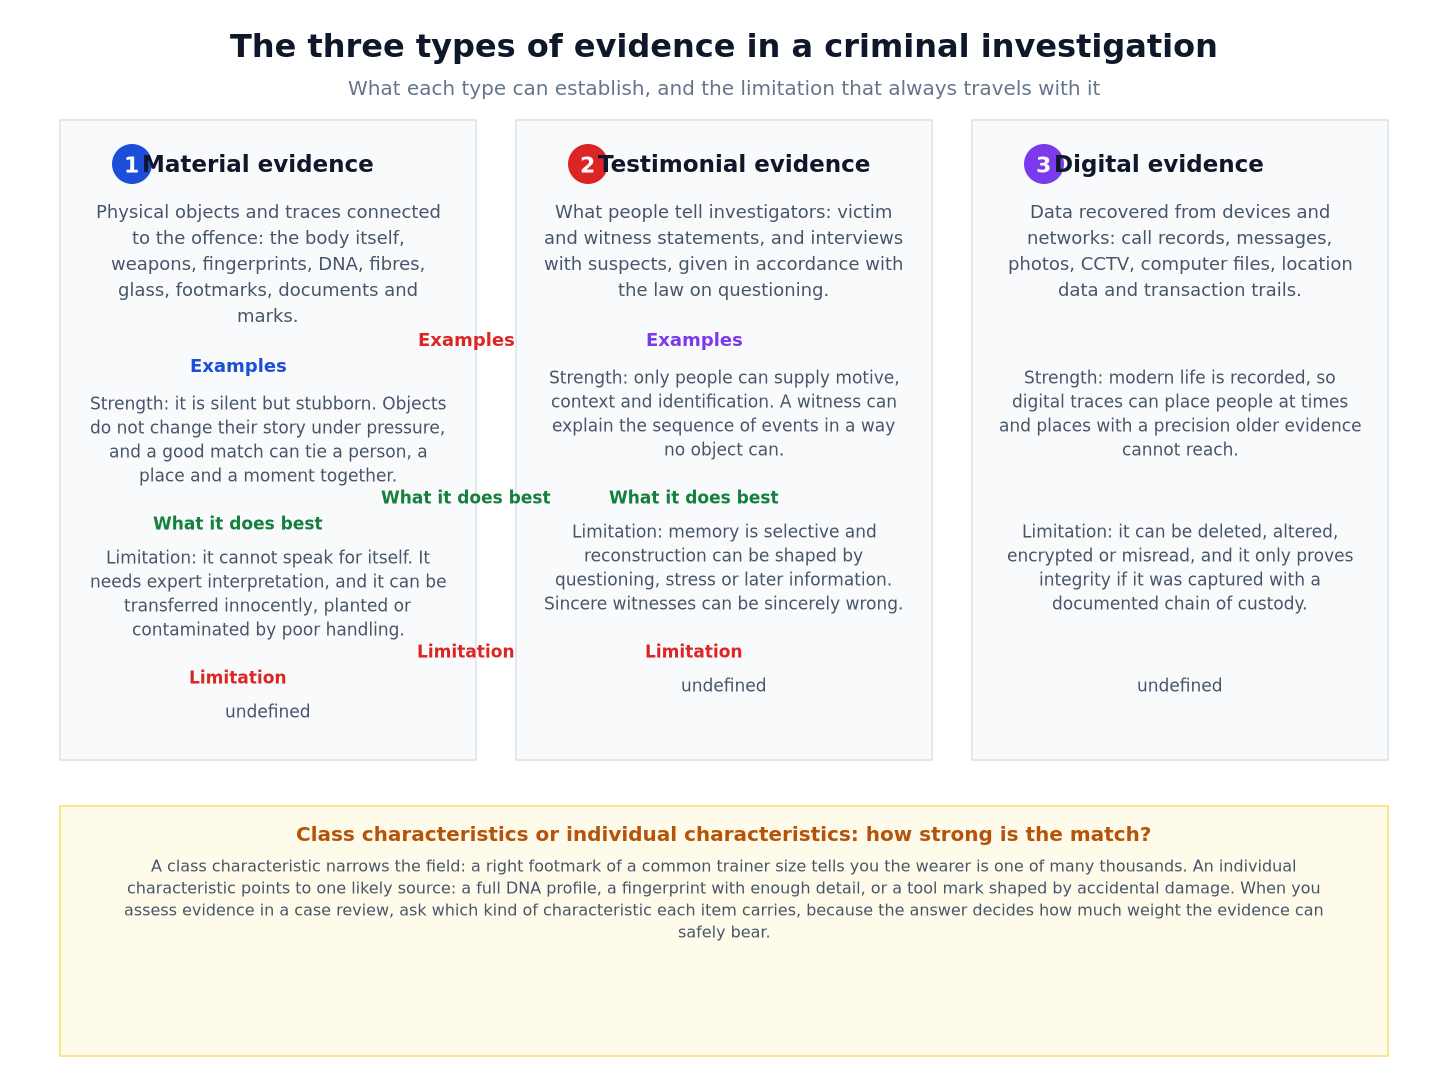 The three types of evidence in a criminal investigation
What each type can establish, and the limitation that always travels with it
1 Material evidence
Physical objects and traces connected
to the offence: the body itself,
weapons, fingerprints, DNA, fibres,
glass, footmarks, documents and
marks.
Examples
Strength: it is silent but stubborn. Objects
do not change their story under pressure,
and a good match can tie a person, a
place and a moment together.
What it does best
Limitation: it cannot speak for itself. It
needs expert interpretation, and it can be
transferred innocently, planted or
contaminated by poor handling.
Limitation
undefined
2 Testimonial evidence
What people tell investigators: victim
and witness statements, and interviews
with suspects, given in accordance with
the law on questioning.
Examples
Strength: only people can supply motive,
context and identification. A witness can
explain the sequence of events in a way
no object can.
What it does best
Limitation: memory is selective and
reconstruction can be shaped by
questioning, stress or later information.
Sincere witnesses can be sincerely wrong.
Limitation
undefined
3 Digital evidence
Data recovered from devices and
networks: call records, messages,
photos, CCTV, computer files, location
data and transaction trails.
Examples
Strength: modern life is recorded, so
digital traces can place people at times
and places with a precision older evidence
cannot reach.
What it does best
Limitation: it can be deleted, altered,
encrypted or misread, and it only proves
integrity if it was captured with a
documented chain of custody.
Limitation
undefined
Class characteristics or individual characteristics: how strong is the match?
A class characteristic narrows the field: a right footmark of a common trainer size tells you the wearer is one of many thousands. An individual
characteristic points to one likely source: a full DNA profile, a fingerprint with enough detail, or a tool mark shaped by accidental damage. When you
assess evidence in a case review, ask which kind of characteristic each item carries, because the answer decides how much weight the evidence can
safely bear.